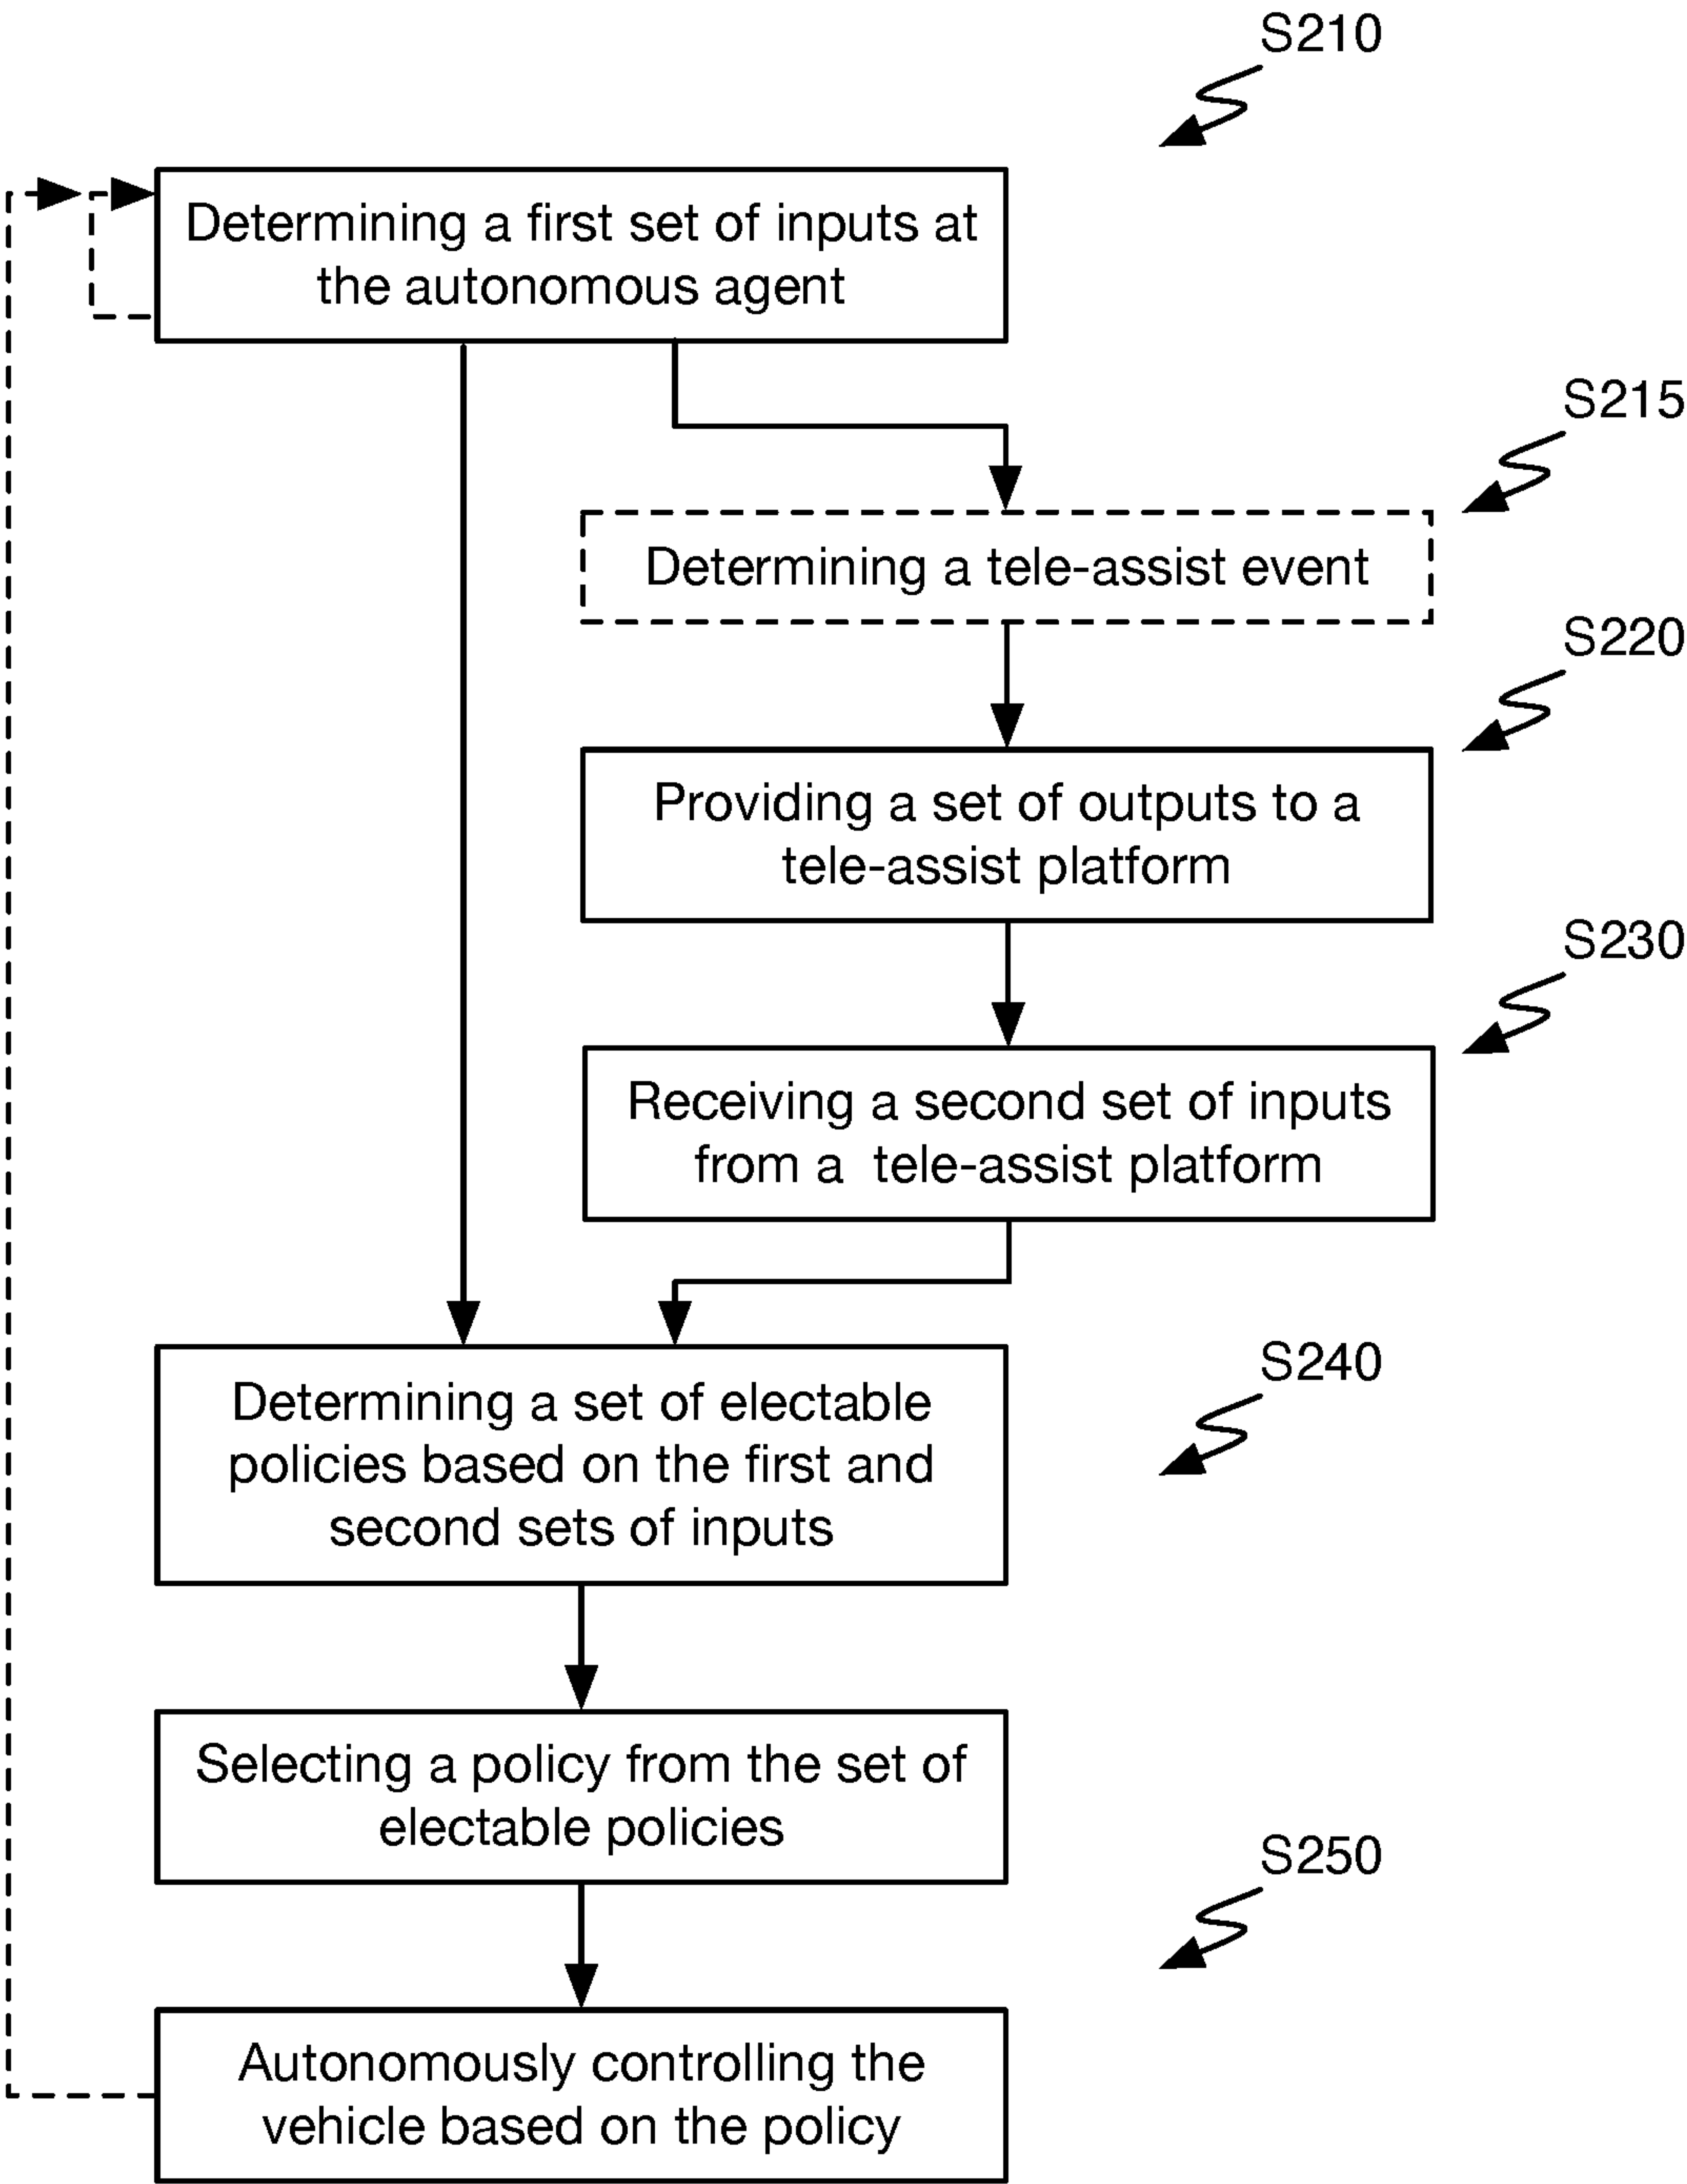 S210
Determining a first set of inputs at
the autonomous agent
S215
Determining a tele-assist event
S220
Providing a set of outputs to a
tele-assist platform
S230
Receiving a second set of inputs
from a tele-assist platform
S240
Determining a set of electable
policies based on the first and
second sets of inputs
Selecting a policy from the set of
electable policies
S250
Autonomously controlling the
vehicle based on the policy